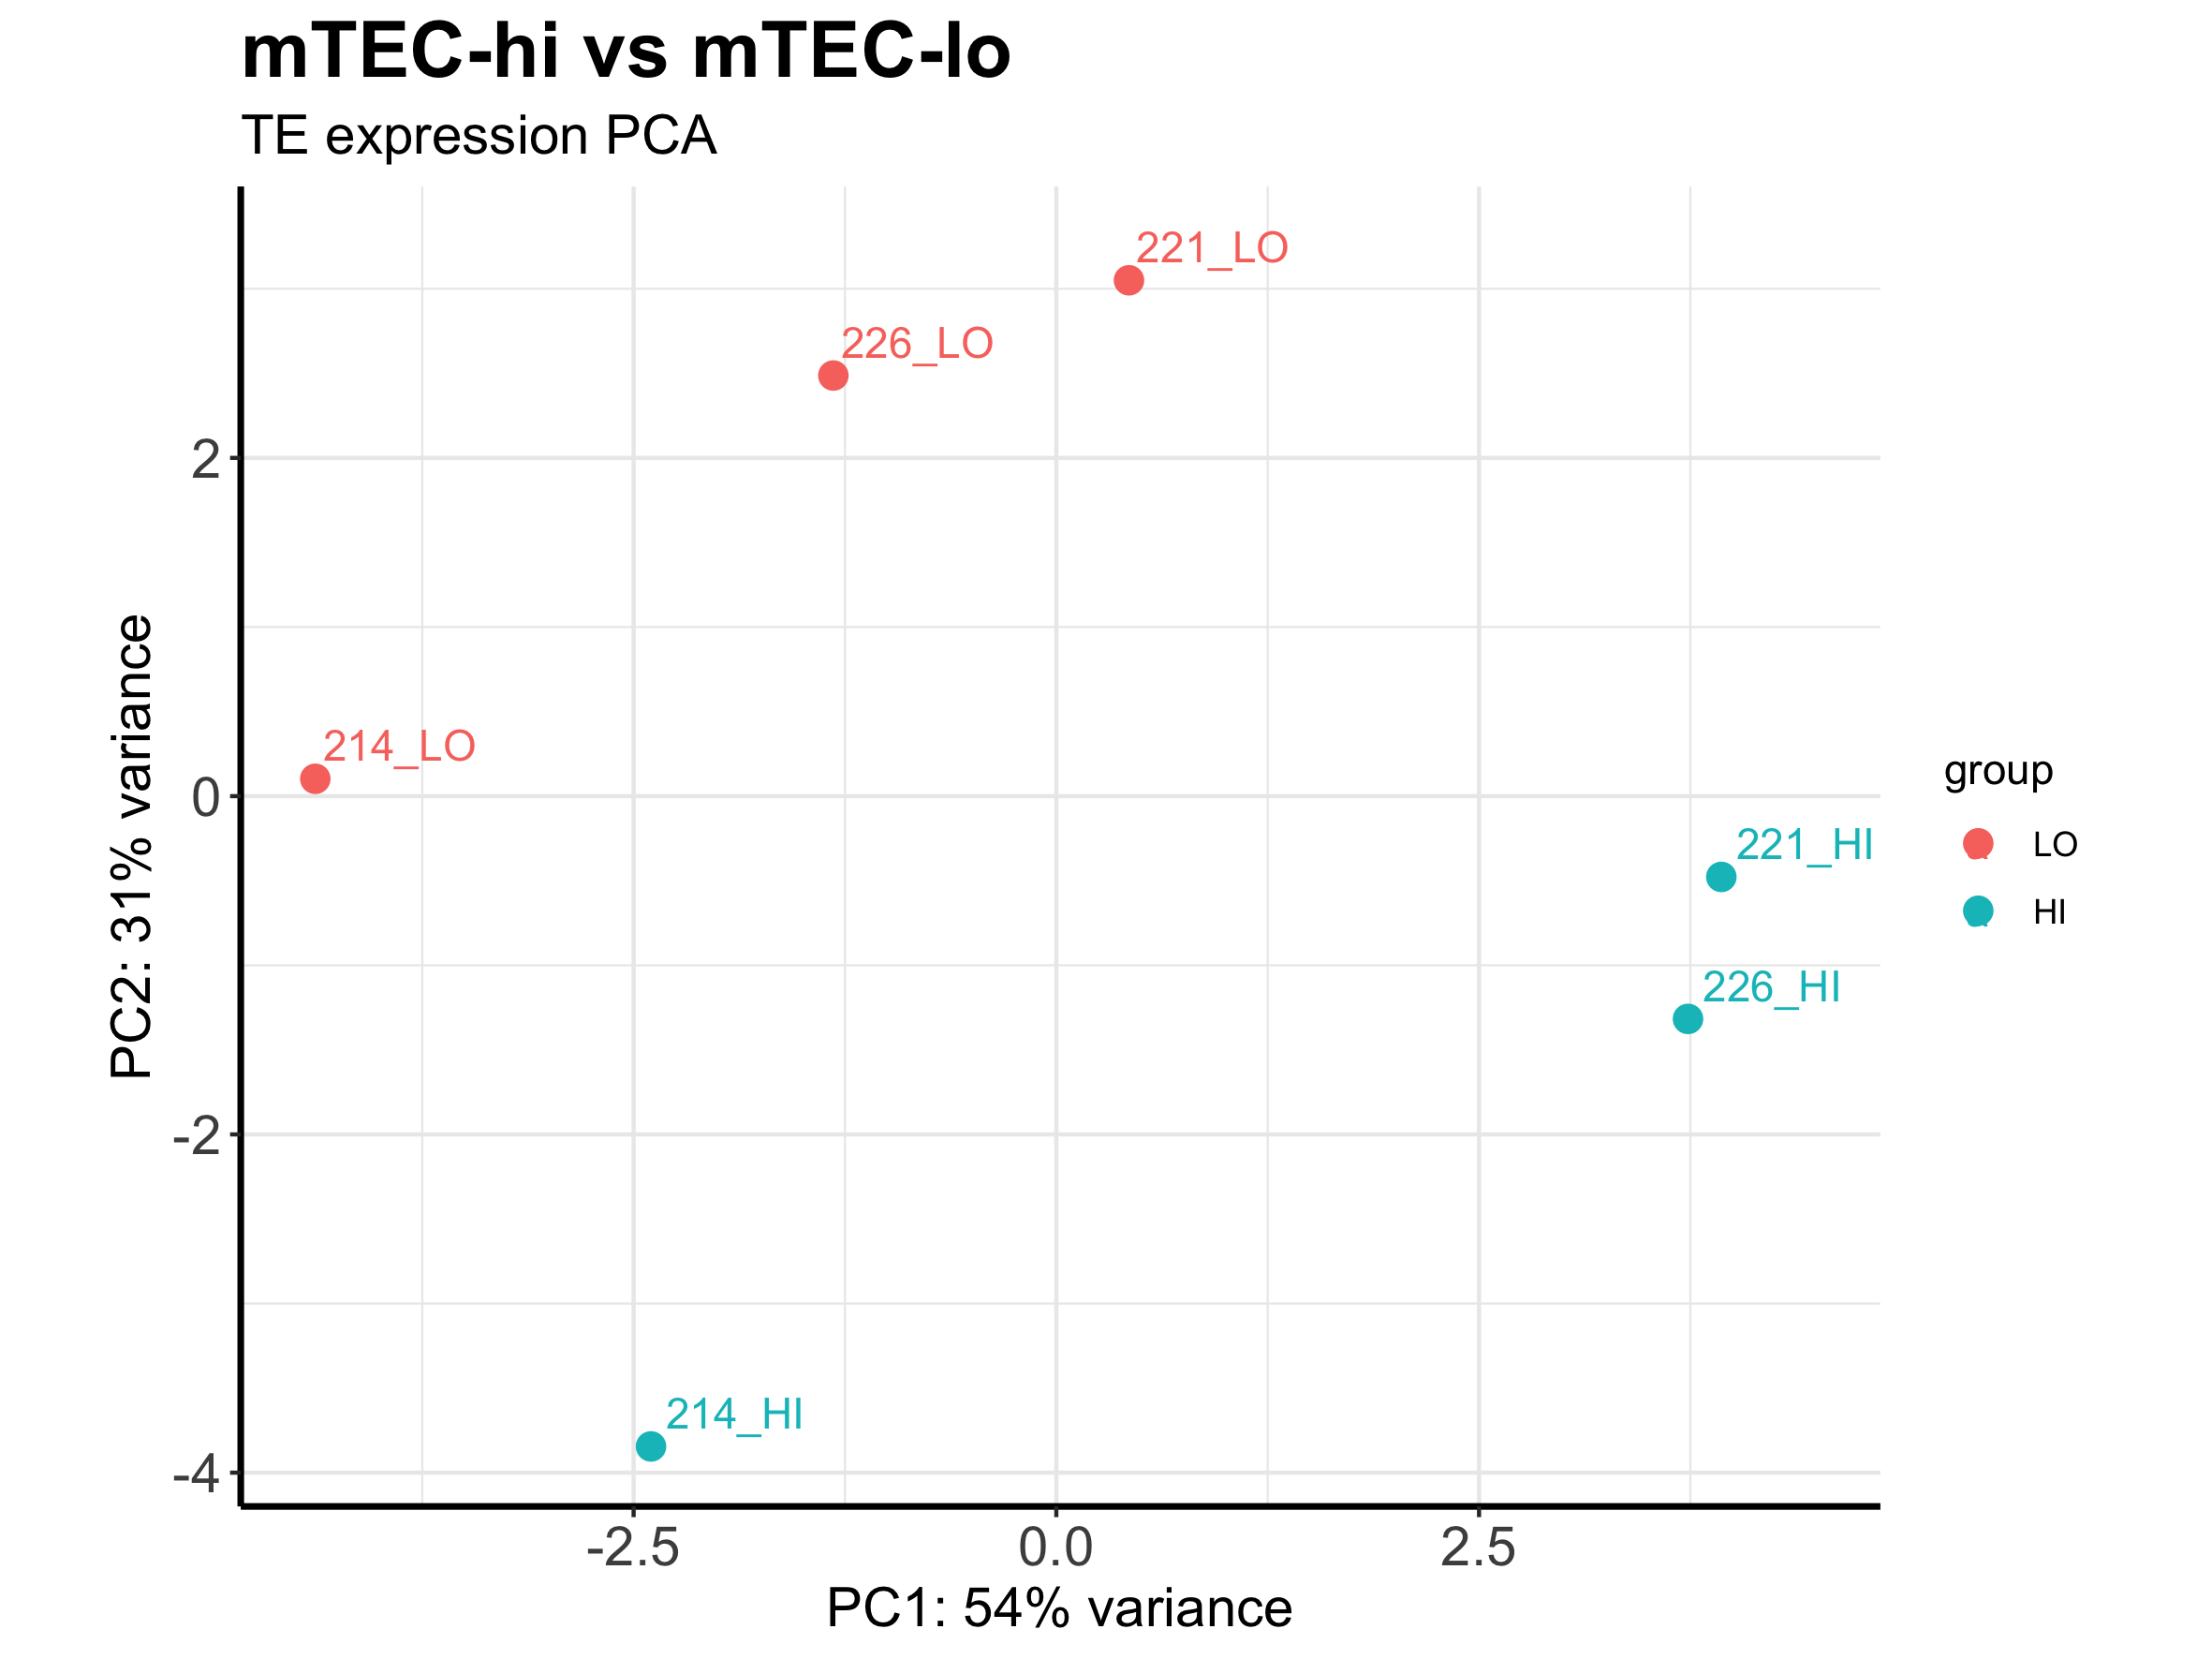 mTEC-hi vs mTEC-lo
TE expression PCA
221_LO
226_LO
2
214_LO
0
group
221_HI
LO
HI
226_HI
-2
214_HI
-4
-2.5
0.0
2.5
PC1: 54% variance
PC2: 31% variance